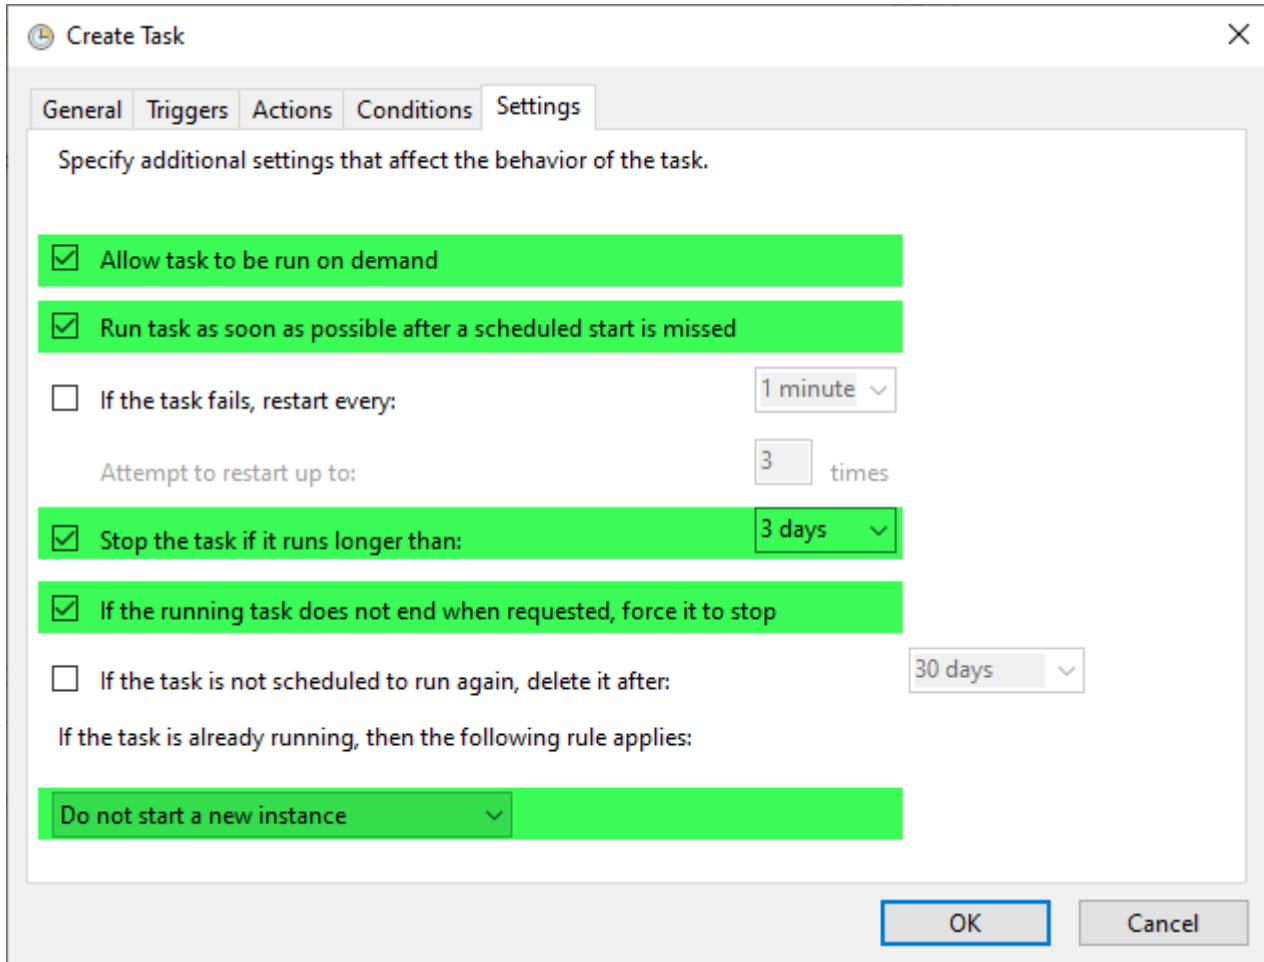 Create Task
General Triggers Actions Conditions Settings
Specify additional settings that affect the behavior of the task.
Allow task to be run on demand
Run task as soon as possible after a scheduled start is missed
If the task fails, restart every: 1 minute
Attempt to restart up to: 3 times
Stop the task if it runs longer than: 3 days
If the running task does not end when requested, force it to stop
If the task is not scheduled to run again, delete it after: 30 days
If the task is already running, then the following rule applies:
Do not start a new instance
OK Cancel